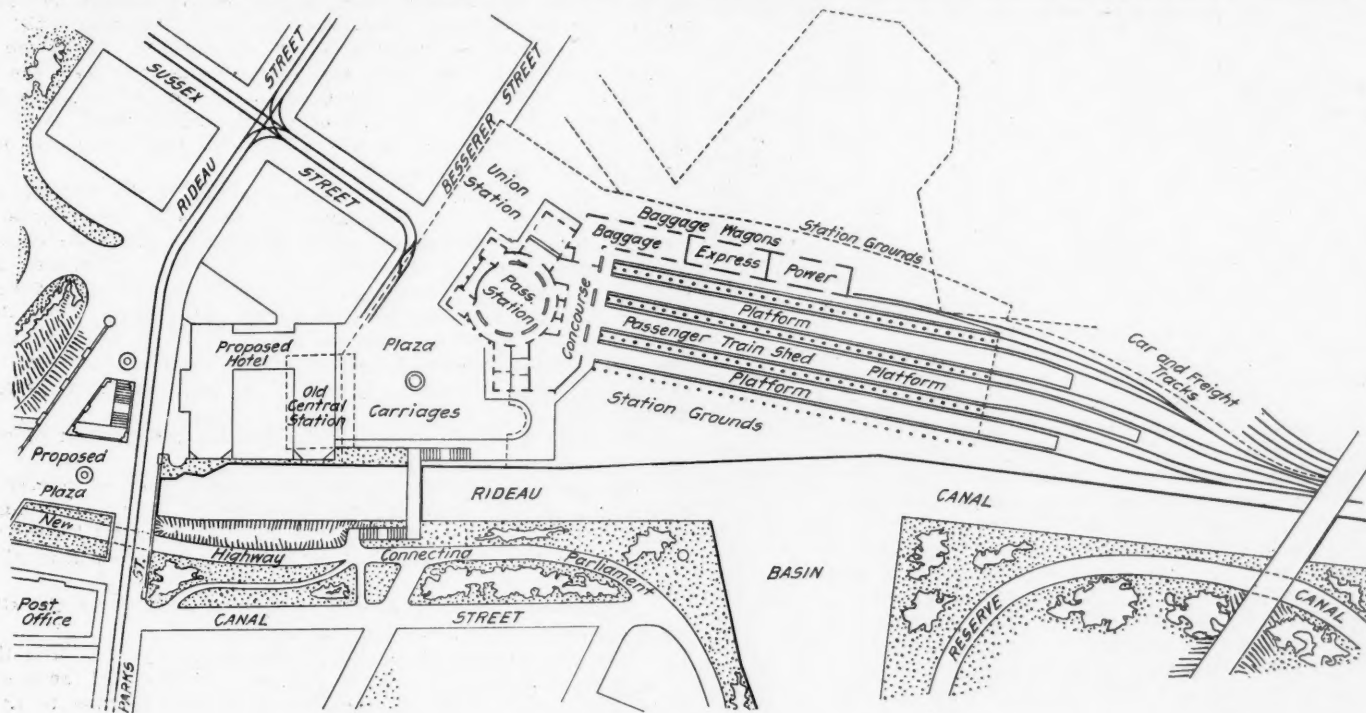 SUSSEX
STREET
RIDEAU
STREET
BESSERER STREET
Union
Station
Baggage Wagons
Station Grounds
Baggage
Express
Power
Pass.
Station
Concourse
Platform
Passenger Train Shed
Platform
Platform
Station Grounds
Car and Freight
Tracks
Proposed
Hotel
Old
Central
Station
Plaza
Carriages
Proposed
Plaza
New
Highway
Connecting
Parliament
RIDEAU
CANAL
BASIN
RESERVE
CANAL
Post
Office
ST.
CANAL
STREET
PARKS